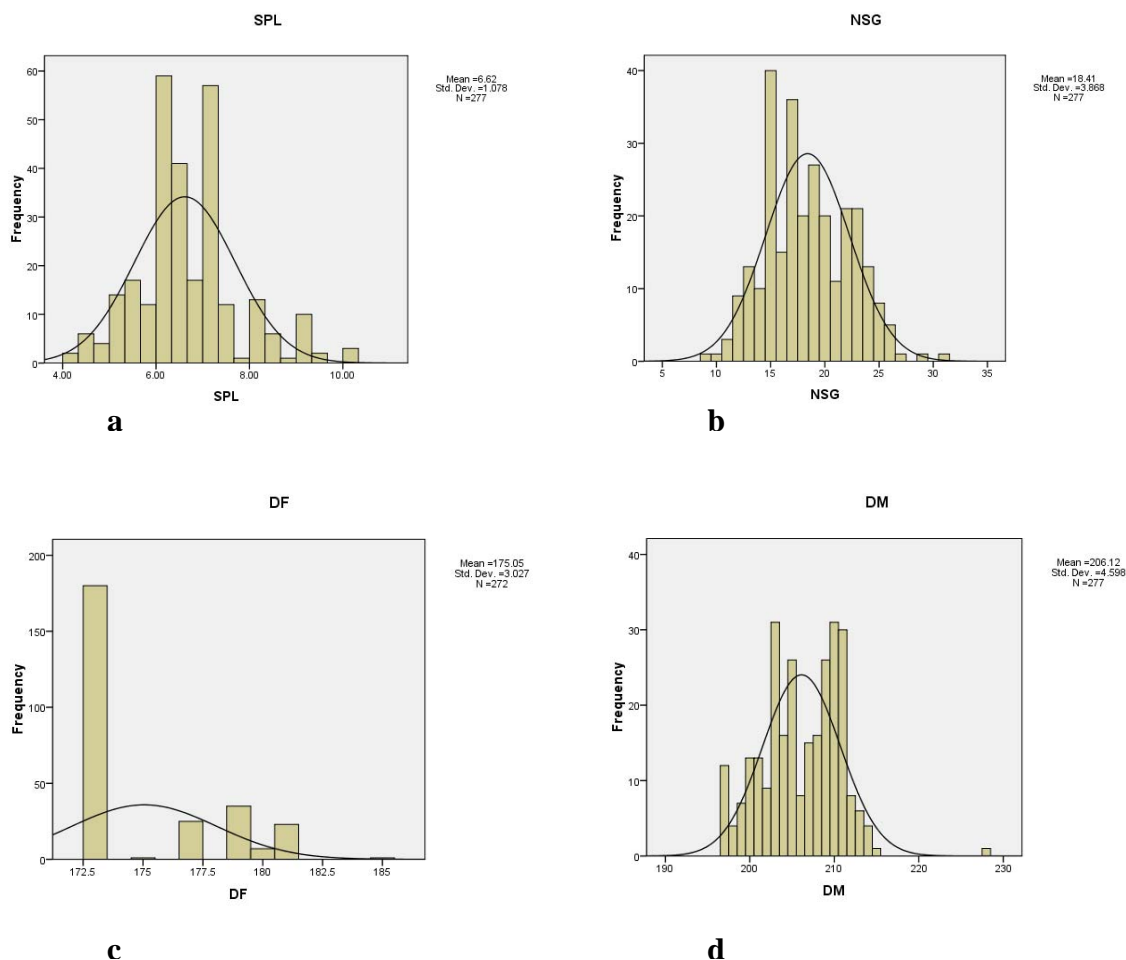 SPL
Mean =6.62
Std. Dev. =1.078
N =277
60
50
40
30
20
10
0
Frequency
4.00 6.00 8.00 10.00
SPL
a
NSG
Mean =18.41
Std. Dev. =3.868
N =277
40
30
20
10
0
Frequency
5 10 15 20 25 30 35
NSG
b
DF
Mean =175.05
Std. Dev. =3.027
N =272
200
150
100
50
0
Frequency
172.5 175 177.5 180 182.5 185
DF
c
DM
Mean =206.12
Std. Dev. =4.598
N =277
40
30
20
10
0
Frequency
190 200 210 220 230
DM
d